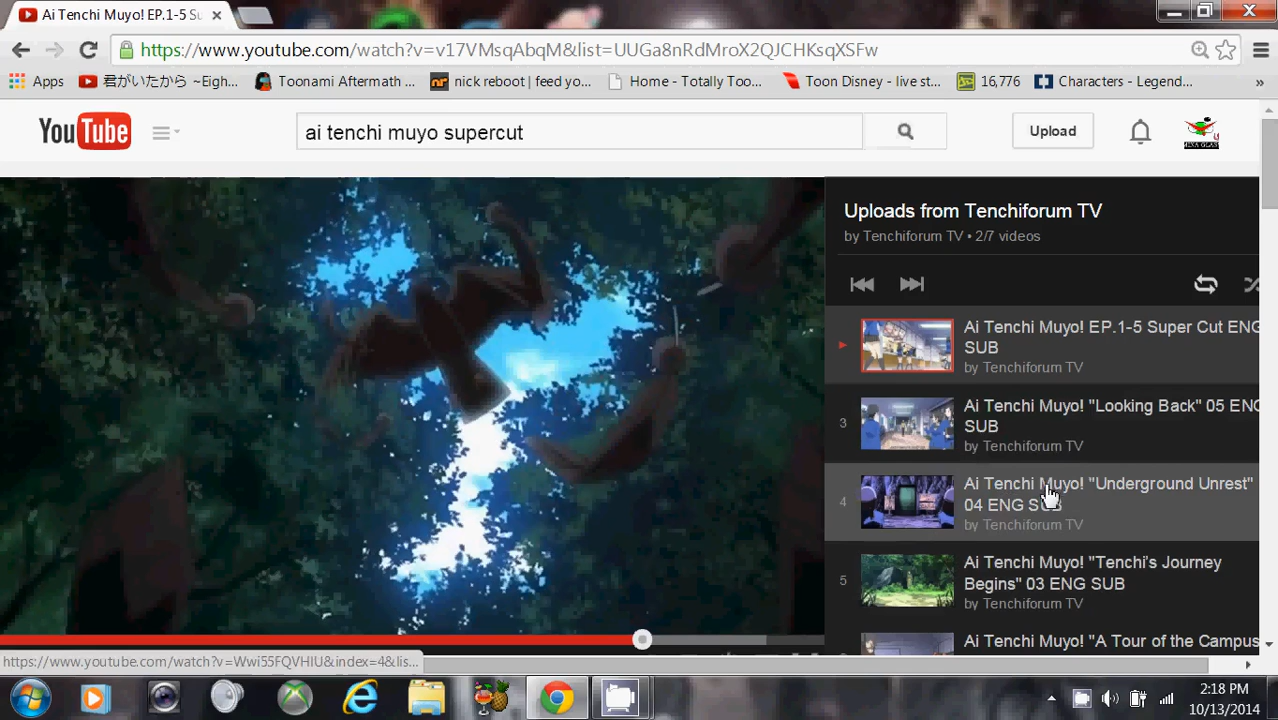 Ai Tenchi Muyo! EP.1-5 Su
https://www.youtube.com/watch?v=v17VMsqAbqM&list=UUGa8nRdMroX2QJCHKsqXSFw
Apps
君がいたから ~Eigh...
Toonami Aftermath ...
nick reboot | feed yo...
Home - Totally Too...
Toon Disney - live st...
16,776
Characters - Legend...
»
YouTube
ai tenchi muyo supercut
Upload
Uploads from Tenchiforum TV
by Tenchiforum TV • 2/7 videos
Ai Tenchi Muyo! EP.1-5 Super Cut ENG
SUB
by Tenchiforum TV
3
Ai Tenchi Muyo! "Looking Back" 05 ENG
SUB
by Tenchiforum TV
4
Ai Tenchi Muyo! "Underground Unrest"
04 ENG SUB
by Tenchiforum TV
5
Ai Tenchi Muyo! "Tenchi's Journey
Begins" 03 ENG SUB
by Tenchiforum TV
Ai Tenchi Muyo! "A Tour of the Campus
https://www.youtube.com/watch?v=Wwi55FQVHIU&index=4&lis...
2:18 PM
10/13/2014